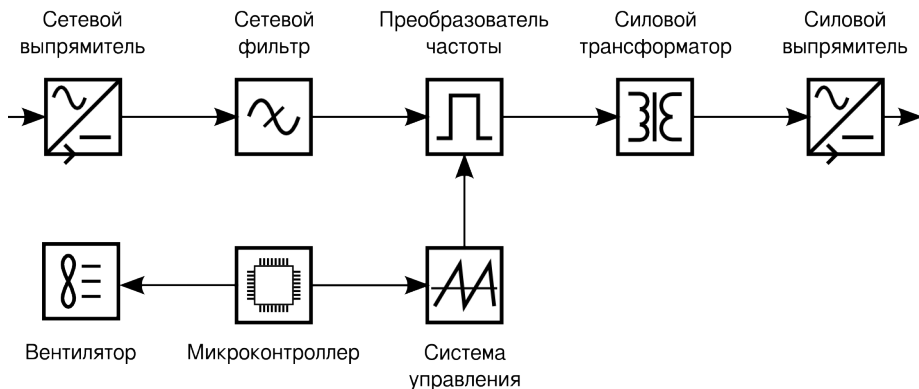 Сетевой
выпрямитель
Сетевой
фильтр
Преобразователь
частоты
Силовой
трансформатор
Силовой
выпрямитель
Вентилятор
Микроконтроллер
Система
управления